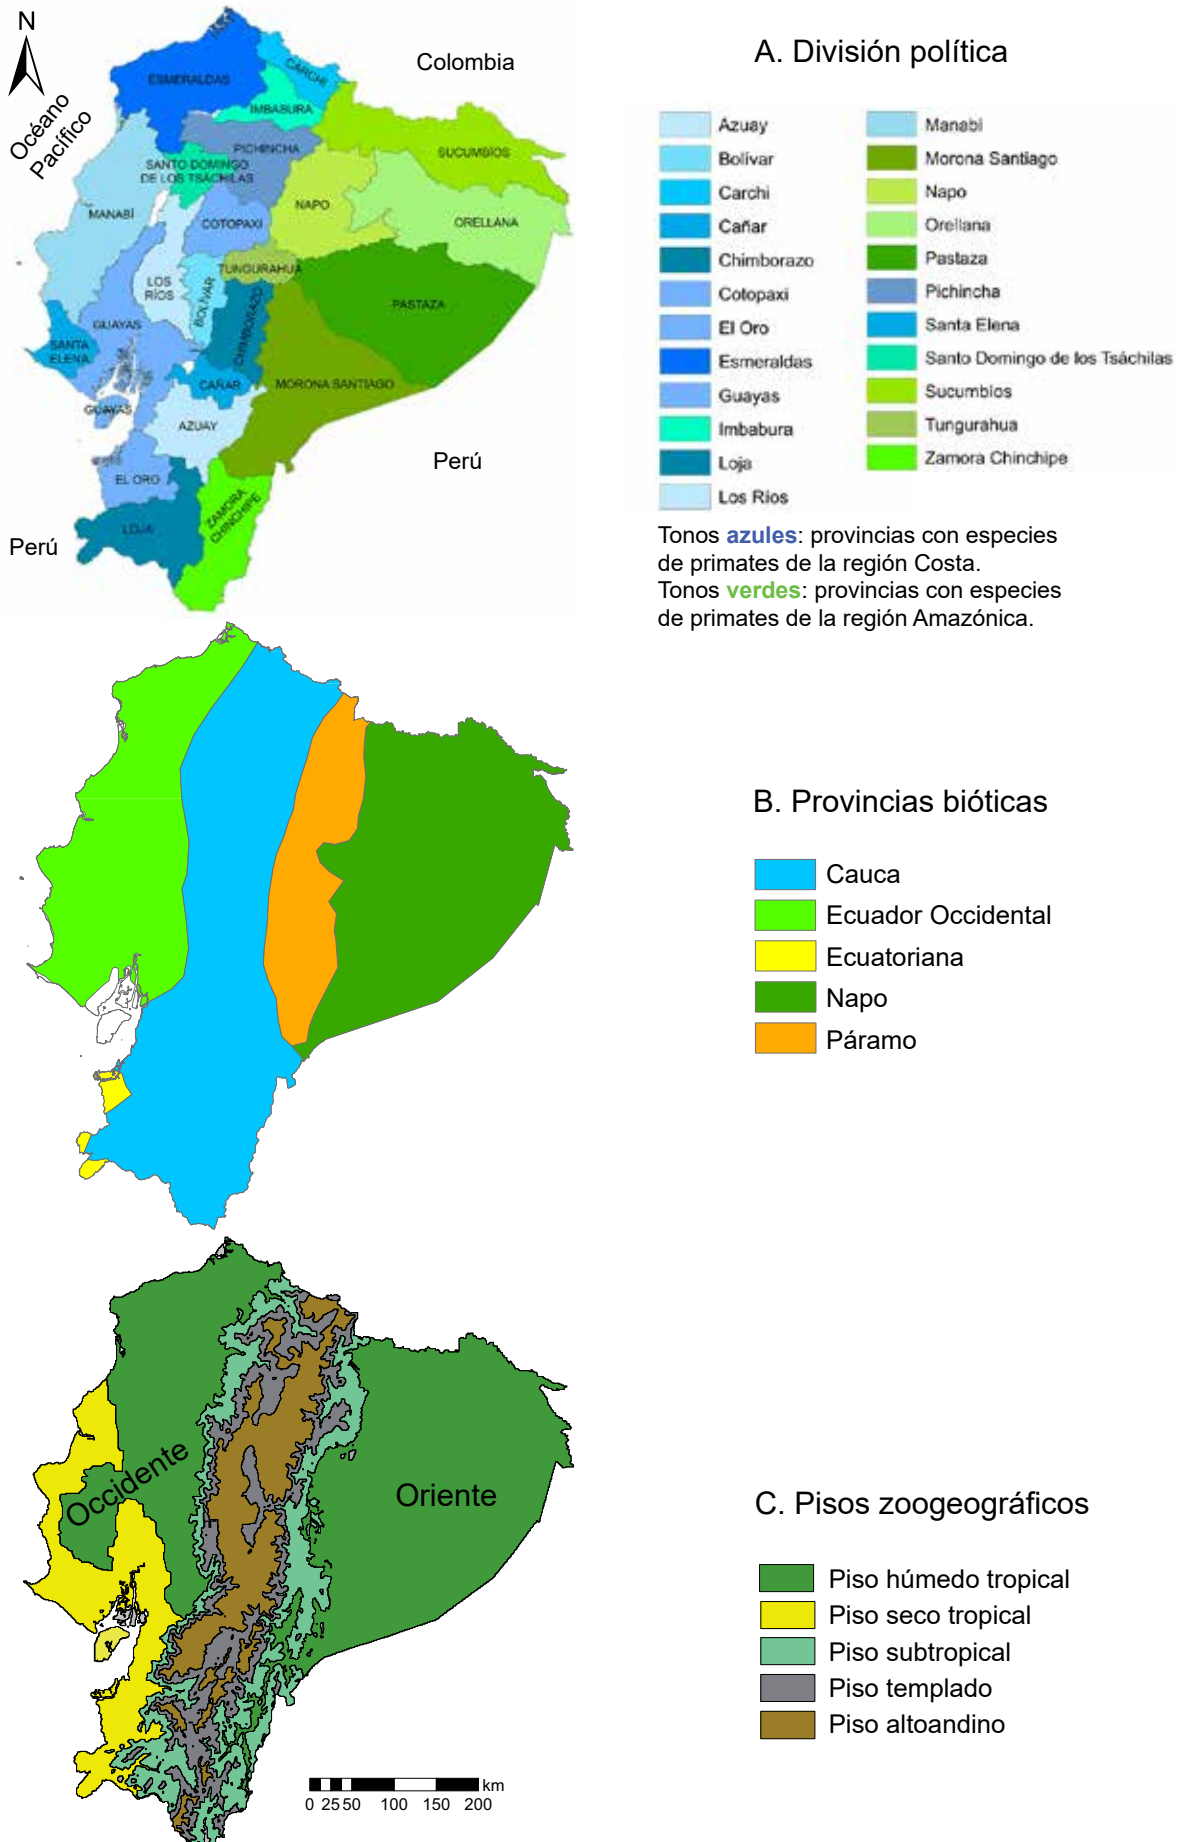 N
Océano
Pacífico
Colombia
Perú
Perú
ESMERALDAS
CARCHI
IMBABURA
PICHINCHA
SUCUMBÍOS
SANTO DOMINGO
DE LOS TSÁCHILAS
MANABÍ
COTOPAXI
NAPO
ORELLANA
TUNGURAHUA
LOS
RÍOS
BOLÍVAR
CHIMBORAZO
PASTAZA
GUAYAS
SANTA
ELENA
CAÑAR
MORONA SANTIAGO
GUAYAS
AZUAY
EL ORO
ZAMORA
CHINCHIPE
LOJA
A. División política
Azuay
Bolívar
Carchi
Cañar
Chimborazo
Cotopaxi
El Oro
Esmeraldas
Guayas
Imbabura
Loja
Los Ríos
Manabí
Morona Santiago
Napo
Orellana
Pastaza
Pichincha
Santa Elena
Santo Domingo de los Tsáchilas
Sucumbíos
Tungurahua
Zamora Chinchipe
Tonos azules: provincias con especies
de primates de la región Costa.
Tonos verdes: provincias con especies
de primates de la región Amazónica.
B. Provincias bióticas
Cauca
Ecuador Occidental
Ecuatoriana
Napo
Páramo
Occidente
Oriente
C. Pisos zoogeográficos
Piso húmedo tropical
Piso seco tropical
Piso subtropical
Piso templado
Piso altoandino
km
0 25 50 100 150 200